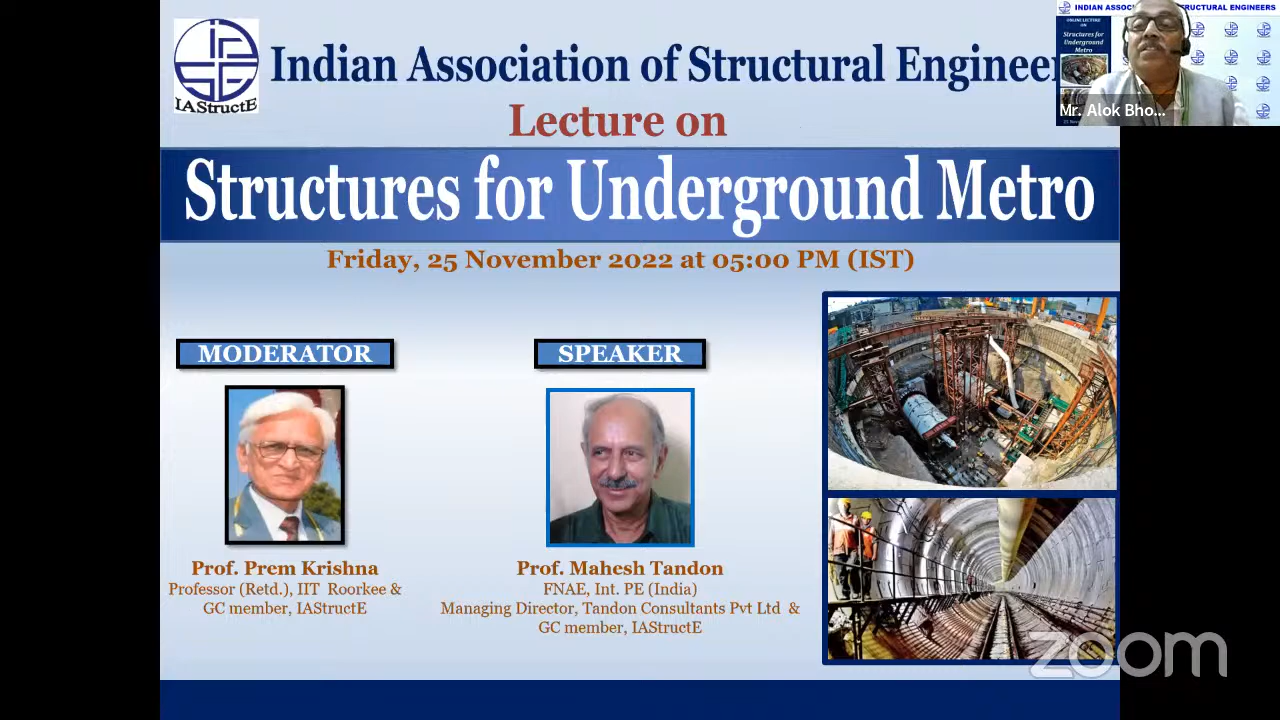 IAStructE
Indian Association of Structural Engineer
Lecture on
Structures for Underground Metro
Friday, 25 November 2022 at 05:00 PM (IST)
MODERATOR
Prof. Prem Krishna
Professor (Retd.), IIT Roorkee &
GC member, IAStructE
SPEAKER
Prof. Mahesh Tandon
FNAE, Int. PE (India)
Managing Director, Tandon Consultants Pvt Ltd &
GC member, IAStructE
INDIAN ASSOC
STRUCTURAL ENGINEERS
ONLINE LECTURE
ON
Structures for
Underground
Metro
Mr. Alok Bho...
zoom